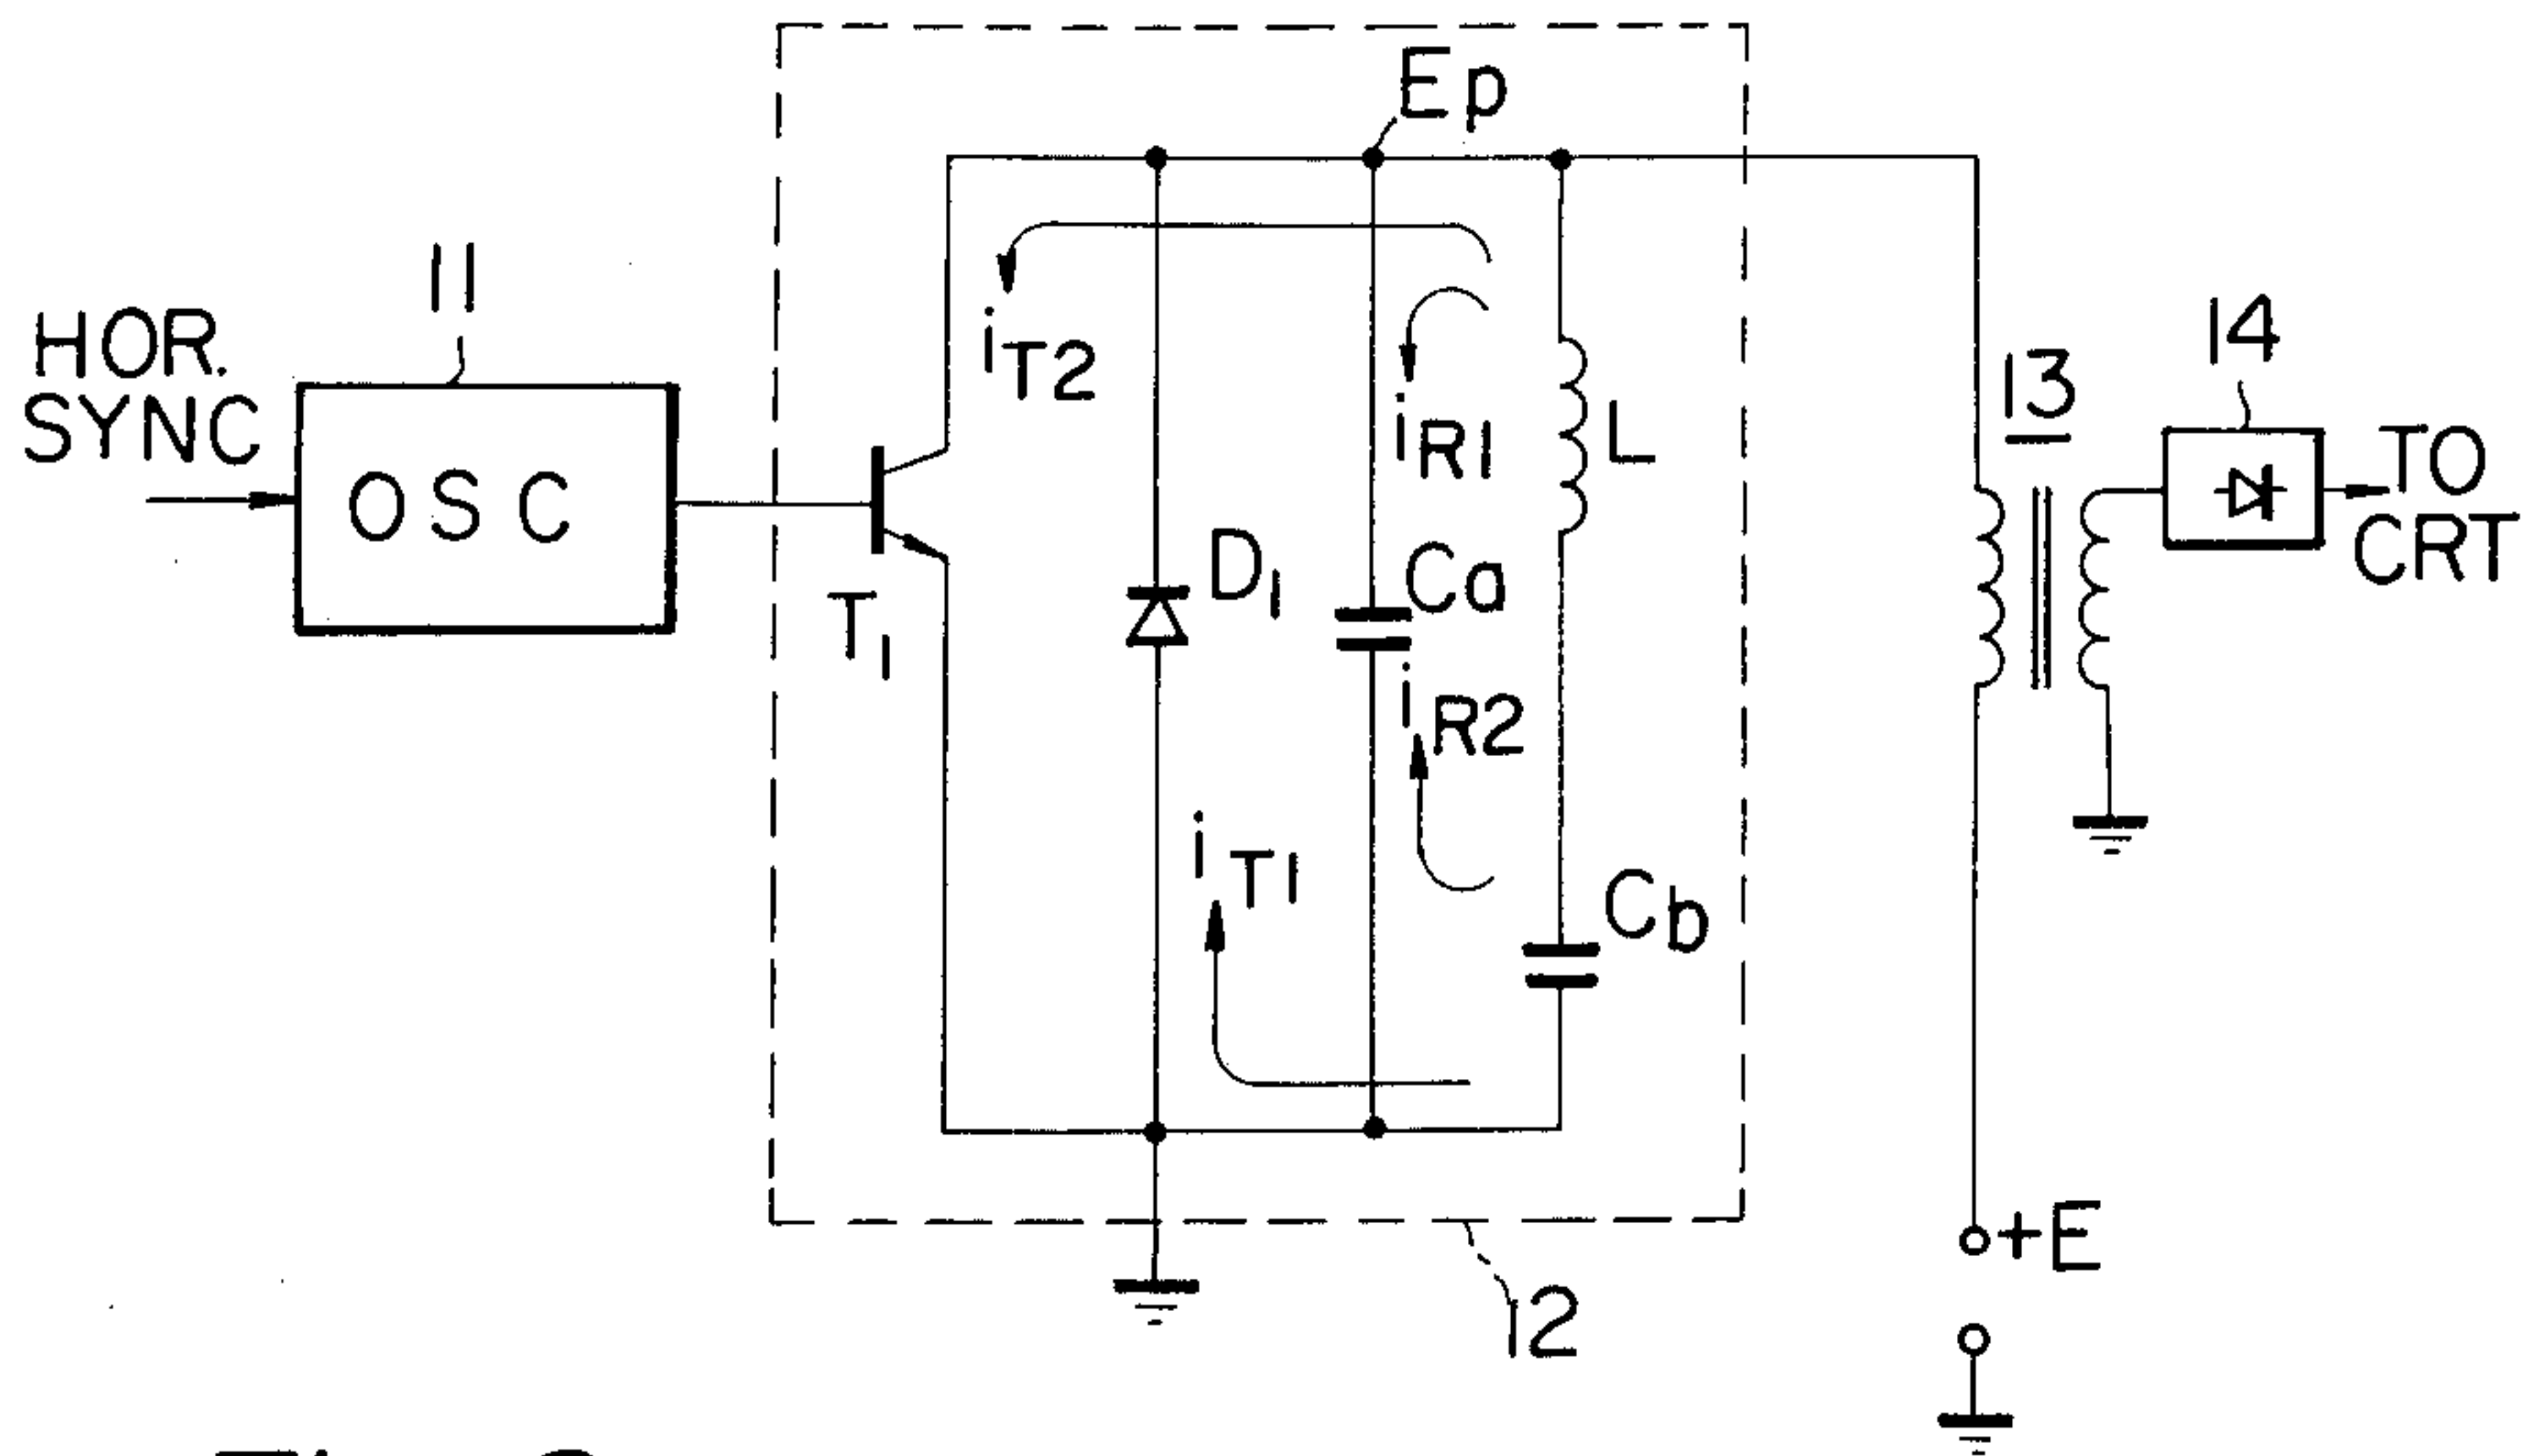 Ep
11
HOR.
SYNC
OSC
iT2
iR1
L
13
14
TO
CRT
T1
D1
Ca
iR2
iT1
Cb
+E
12